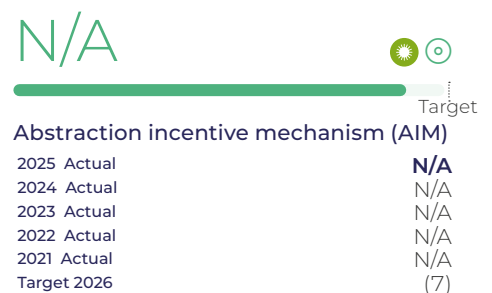 N/A
Target
Abstraction incentive mechanism (AIM)
2025 Actual N/A
2024 Actual N/A
2023 Actual N/A
2022 Actual N/A
2021 Actual N/A
Target 2026 (7)